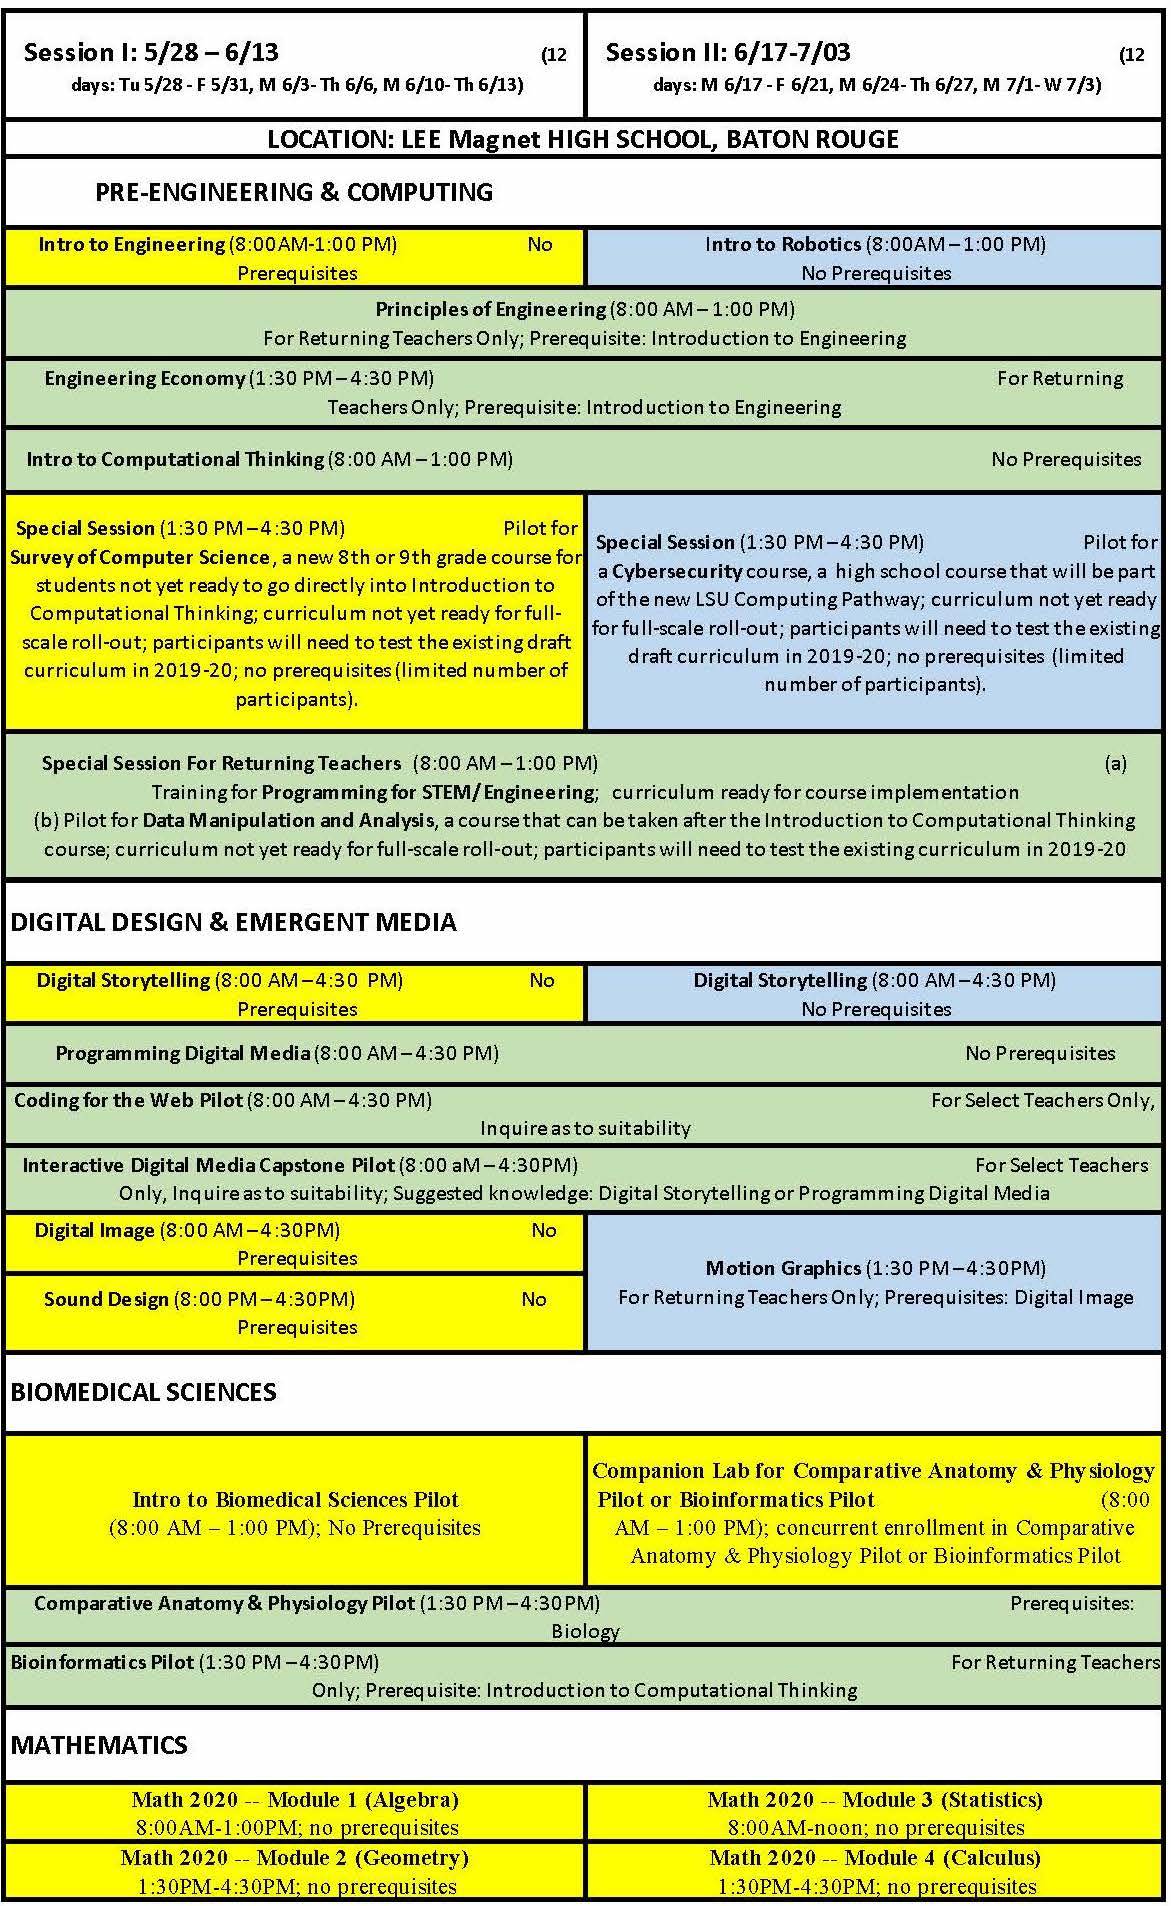 Session I: 5/28 – 6/13 (12
days: Tu 5/28 - F 5/31, M 6/3- Th 6/6, M 6/10- Th 6/13)
Session II: 6/17-7/03 (12
days: M 6/17 - F 6/21, M 6/24- Th 6/27, M 7/1- W 7/3)
LOCATION: LEE Magnet HIGH SCHOOL, BATON ROUGE
PRE-ENGINEERING & COMPUTING
Intro to Engineering (8:00AM-1:00 PM) No
Prerequisites
Intro to Robotics (8:00AM – 1:00 PM)
No Prerequisites
Principles of Engineering (8:00 AM – 1:00 PM)
For Returning Teachers Only; Prerequisite: Introduction to Engineering
Engineering Economy (1:30 PM – 4:30 PM) For Returning
Teachers Only; Prerequisite: Introduction to Engineering
Intro to Computational Thinking (8:00 AM – 1:00 PM) No Prerequisites
Special Session (1:30 PM – 4:30 PM) Pilot for
Survey of Computer Science, a new 8th or 9th grade course for
students not yet ready to go directly into Introduction to
Computational Thinking; curriculum not yet ready for full-
scale roll-out; participants will need to test the existing draft
curriculum in 2019-20; no prerequisites (limited number of
participants).
Special Session (1:30 PM – 4:30 PM) Pilot for
a Cybersecurity course, a high school course that will be part
of the new LSU Computing Pathway; curriculum not yet ready
for full-scale roll-out; participants will need to test the existing
draft curriculum in 2019-20; no prerequisites (limited
number of participants).
Special Session For Returning Teachers (8:00 AM – 1:00 PM) (a)
Training for Programming for STEM/Engineering; curriculum ready for course implementation
(b) Pilot for Data Manipulation and Analysis, a course that can be taken after the Introduction to Computational Thinking
course; curriculum not yet ready for full-scale roll-out; participants will need to test the existing curriculum in 2019-20
DIGITAL DESIGN & EMERGENT MEDIA
Digital Storytelling (8:00 AM – 4:30 PM) No
Prerequisites
Digital Storytelling (8:00 AM – 4:30 PM)
No Prerequisites
Programming Digital Media (8:00 AM – 4:30 PM) No Prerequisites
Coding for the Web Pilot (8:00 AM – 4:30 PM) For Select Teachers Only,
Inquire as to suitability
Interactive Digital Media Capstone Pilot (8:00 aM – 4:30PM) For Select Teachers
Only, Inquire as to suitability; Suggested knowledge: Digital Storytelling or Programming Digital Media
Digital Image (8:00 AM – 4:30PM) No
Prerequisites
Sound Design (8:00 PM – 4:30PM) No
Prerequisites
Motion Graphics (1:30 PM – 4:30PM)
For Returning Teachers Only; Prerequisites: Digital Image
BIOMEDICAL SCIENCES
Intro to Biomedical Sciences Pilot
(8:00 AM – 1:00 PM); No Prerequisites
Companion Lab for Comparative Anatomy & Physiology
Pilot or Bioinformatics Pilot (8:00
AM – 1:00 PM); concurrent enrollment in Comparative
Anatomy & Physiology Pilot or Bioinformatics Pilot
Comparative Anatomy & Physiology Pilot (1:30 PM – 4:30PM) Prerequisites:
Biology
Bioinformatics Pilot (1:30 PM – 4:30PM) For Returning Teachers
Only; Prerequisite: Introduction to Computational Thinking
MATHEMATICS
Math 2020 -- Module 1 (Algebra)
8:00AM-1:00PM; no prerequisites
Math 2020 -- Module 3 (Statistics)
8:00AM-noon; no prerequisites
Math 2020 -- Module 2 (Geometry)
1:30PM-4:30PM; no prerequisites
Math 2020 -- Module 4 (Calculus)
1:30PM-4:30PM; no prerequisites